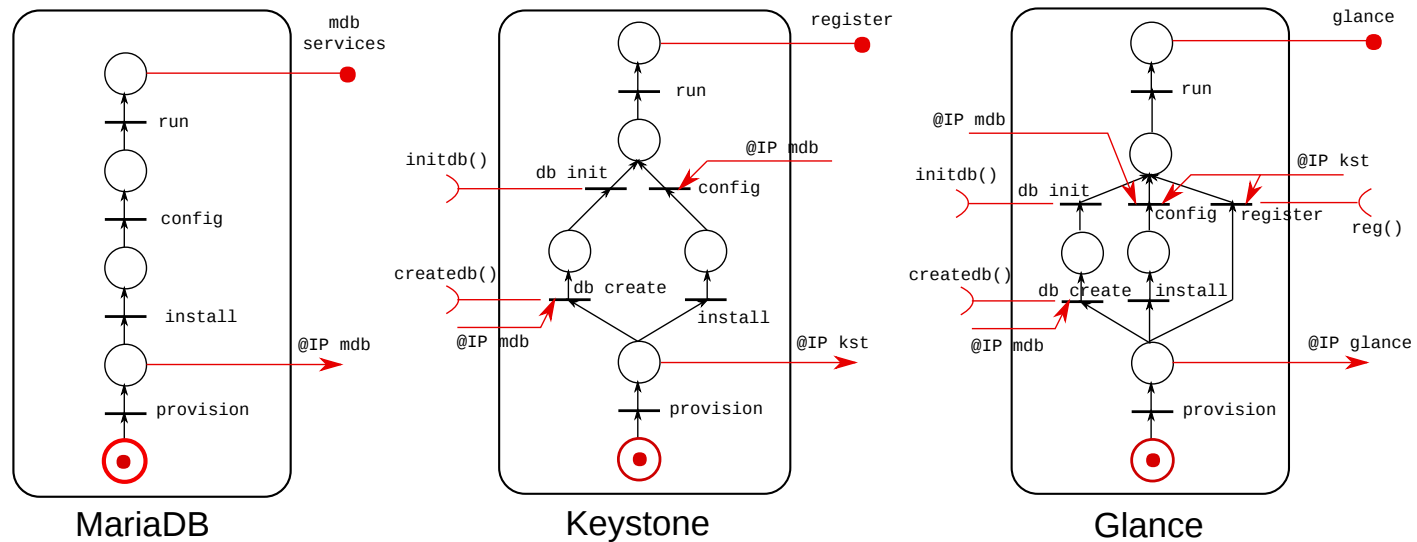 mdb
services
run
config
install
@IP mdb
provision
MariaDB
register
run
initdb()
@IP mdb
db init
config
createdb()
db create
install
@IP mdb
@IP kst
provision
Keystone
glance
run
@IP mdb
@IP kst
initdb()
db init
config
register
reg()
createdb()
db create
install
@IP mdb
@IP glance
provision
Glance